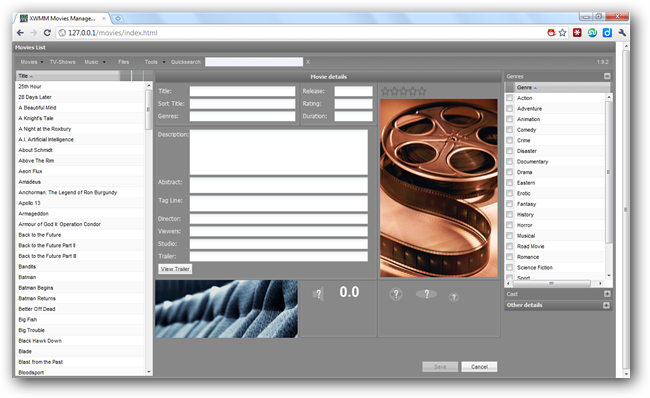 XWMM Movies Manage...
127.0.0.1/movies/index.html
Movies List
Movies TV-Shows Music Files Tools Quicksearch X 1.9.2
Title
25th Hour
28 Days Later
A Beautiful Mind
A Knight's Tale
A Night at the Roxbury
A.I. Artificial Intelligence
About Schmidt
Above The Rim
Aeon Flux
Amadeus
Anchorman: The Legend of Ron Burgundy
Apollo 13
Armageddon
Armour of God II: Operation Condor
Back to the Future
Back to the Future Part II
Back to the Future Part III
Bandits
Batman
Batman Begins
Batman Returns
Better Off Dead
Big Fish
Big Trouble
Black Hawk Down
Blade
Blast from the Past
Bloodsport
Movie details
Title:
Sort Title:
Genres:
Release:
Rating:
Duration:
Description:
Abstract:
Tag Line:
Director:
Viewers:
Studio:
Trailer:
View Trailer
? 0.0 ? ? ?
Save Cancel
Genres
Genre
Action
Adventure
Animation
Comedy
Crime
Disaster
Documentary
Drama
Eastern
Erotic
Fantasy
History
Horror
Musical
Road Movie
Romance
Science Fiction
Sport
Cast
Other details